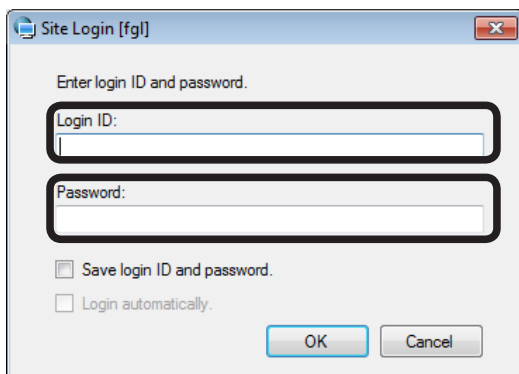 Site Login [fgl]
Enter login ID and password.
Login ID:
Password:
Save login ID and password.
Login automatically.
OK Cancel